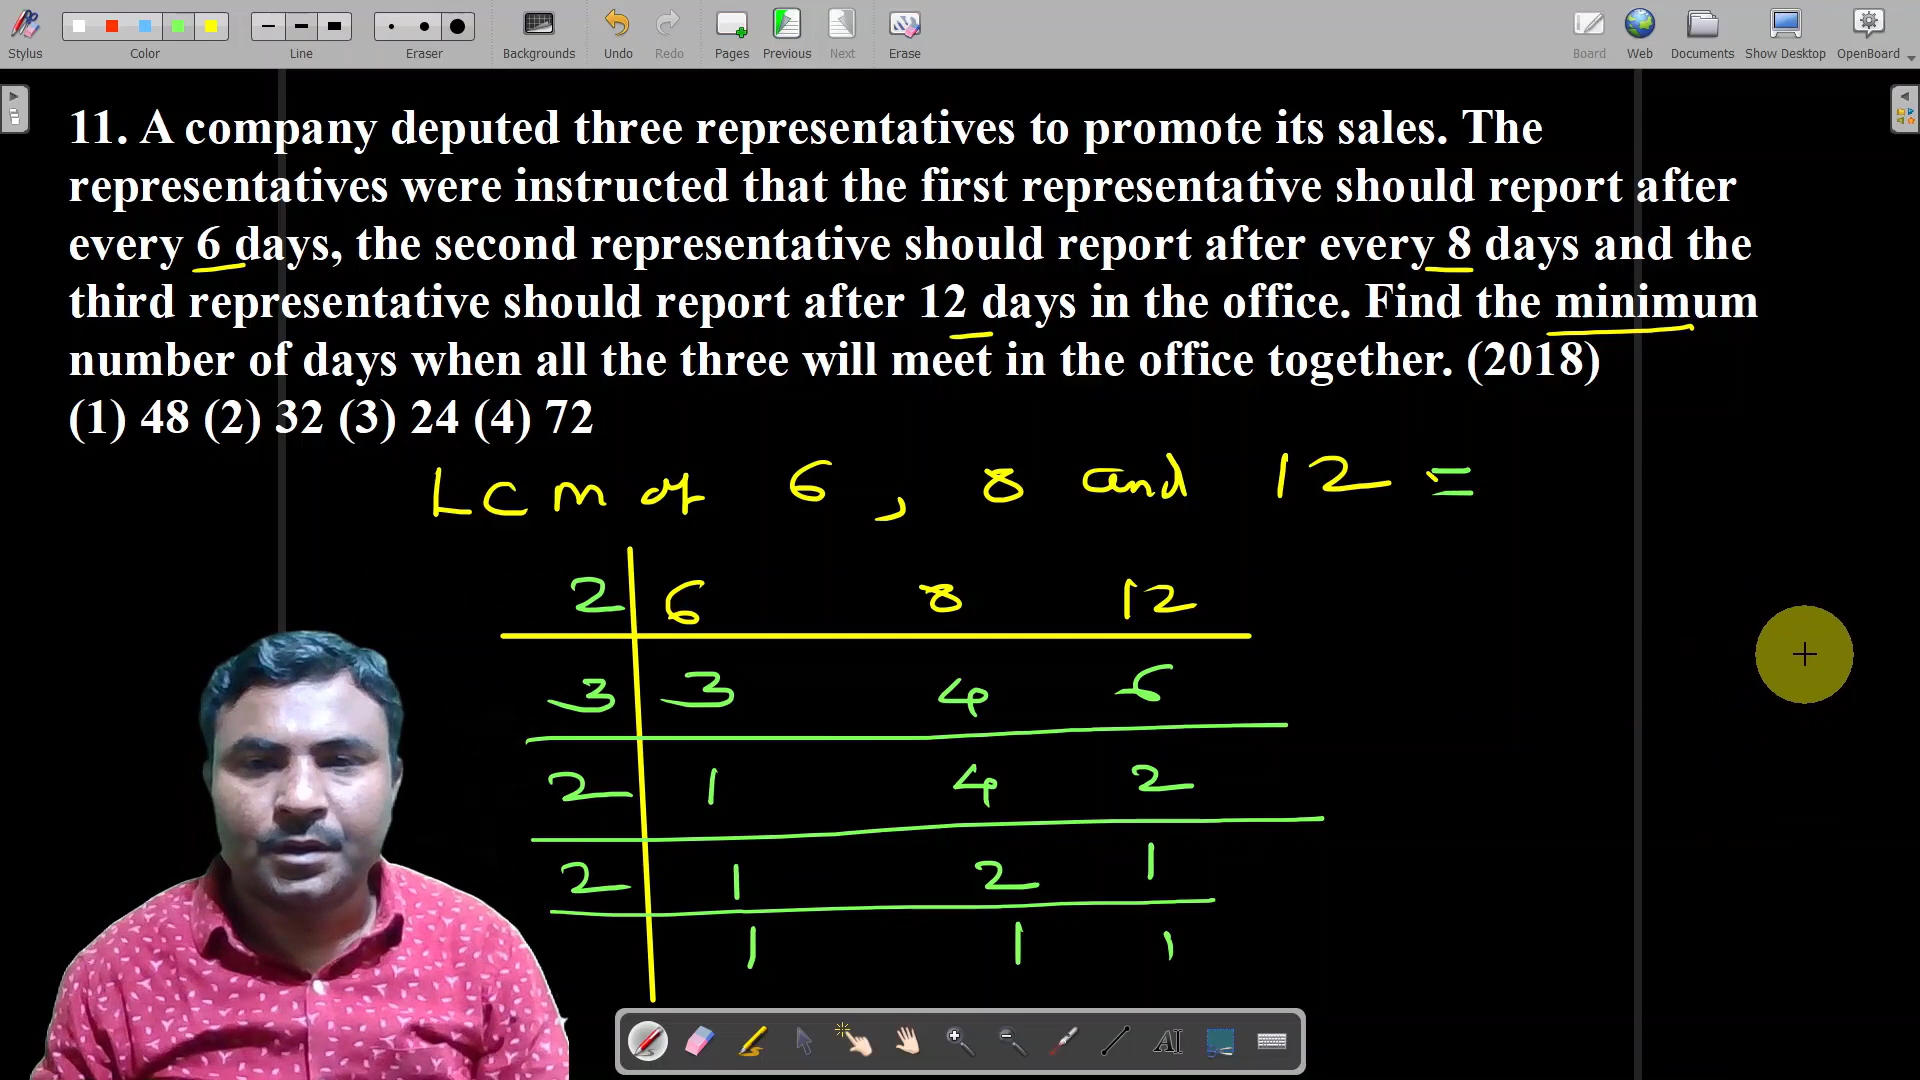 Stylus Color Line Eraser Backgrounds Undo Redo Pages Previous Next Erase Board Web Documents Show Desktop OpenBoard
11. A company deputed three representatives to promote its sales. The
representatives were instructed that the first representative should report after
every 6 days, the second representative should report after every 8 days and the
third representative should report after 12 days in the office. Find the minimum
number of days when all the three will meet in the office together. (2018)
(1) 48 (2) 32 (3) 24 (4) 72
LCM of 6 , 8 and 12 =
2 6 8 12
3 3 4 6
2 1 4 2
2 1 2 1
1 1 1